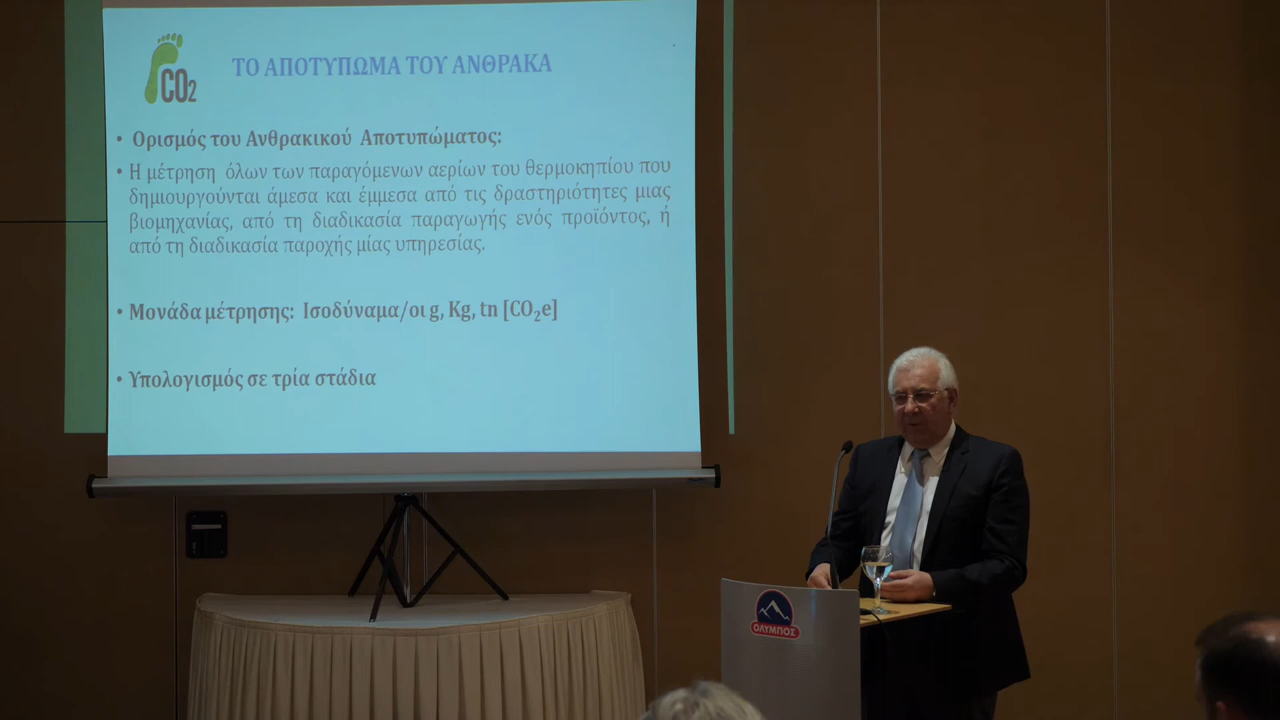 CO2
ΤΟ ΑΠΟΤΥΠΩΜΑ ΤΟΥ ΑΝΘΡΑΚΑ
• Ορισμός του Ανθρακικού Αποτυπώματος:
• Η μέτρηση όλων των παραγόμενων αερίων του θερμοκηπίου που
δημιουργούνται άμεσα και έμμεσα από τις δραστηριότητες μιας
βιομηχανίας, από τη διαδικασία παραγωγής ενός προϊόντος, ή
από τη διαδικασία παροχής μίας υπηρεσίας.
• Μονάδα μέτρησης: Ισοδύναμα/οι g, Kg, tn [CO₂e]
• Υπολογισμός σε τρία στάδια
ΟΛΥΜΠΟΣ